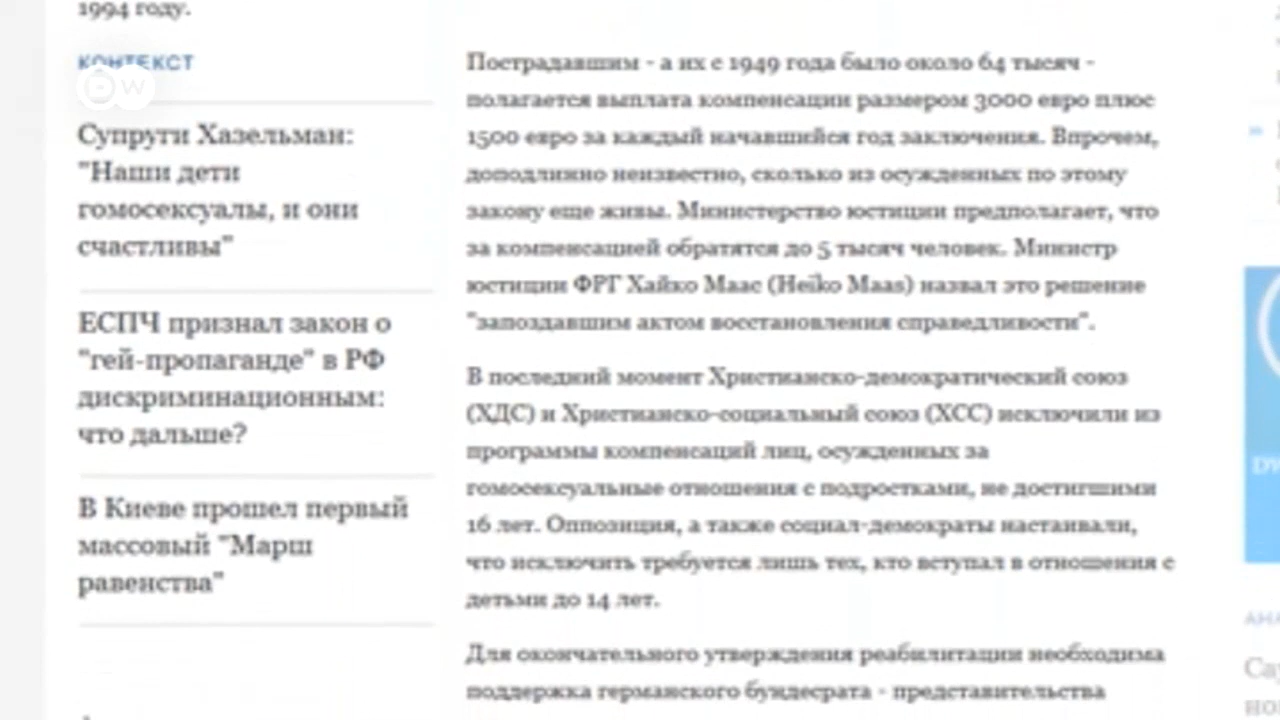 1994 году.
КОНТЕКСТ
DW
Супруги Хазельман:
"Наши дети
гомосексуалы, и они
счастливы"
ЕСПЧ признал закон о
"гей-пропаганде" в РФ
дискриминационным:
что дальше?
В Киеве прошел первый
массовый "Марш
равенства"
Пострадавшим - а их с 1949 года было около 64 тысяч -
полагается выплата компенсации размером 3000 евро плюс
1500 евро за каждый начавшийся год заключения. Впрочем,
доподлинно неизвестно, сколько из осужденных по этому
закону еще живы. Министерство юстиции предполагает, что
за компенсацией обратятся до 5 тысяч человек. Министр
юстиции ФРГ Хайко Маас (Heiko Maas) назвал это решение
"запоздавшим актом восстановления справедливости".
В последний момент Христианско-демократический союз
(ХДС) и Христианско-социальный союз (ХСС) исключили из
программы компенсаций лиц, осужденных за
гомосексуальные отношения с подростками, не достигшими
16 лет. Оппозиция, а также социал-демократы настаивали,
что исключить требуется лишь тех, кто вступал в отношения с
детьми до 14 лет.
Для окончательного утверждения реабилитации необходима
поддержка германского бундесрата - представительства